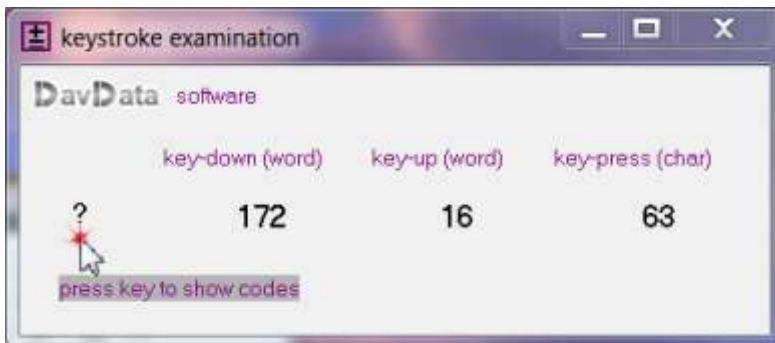 keystroke examination
DavData software
key-down (word) key-up (word) key-press (char)
? 172 16 63
press key to show codes